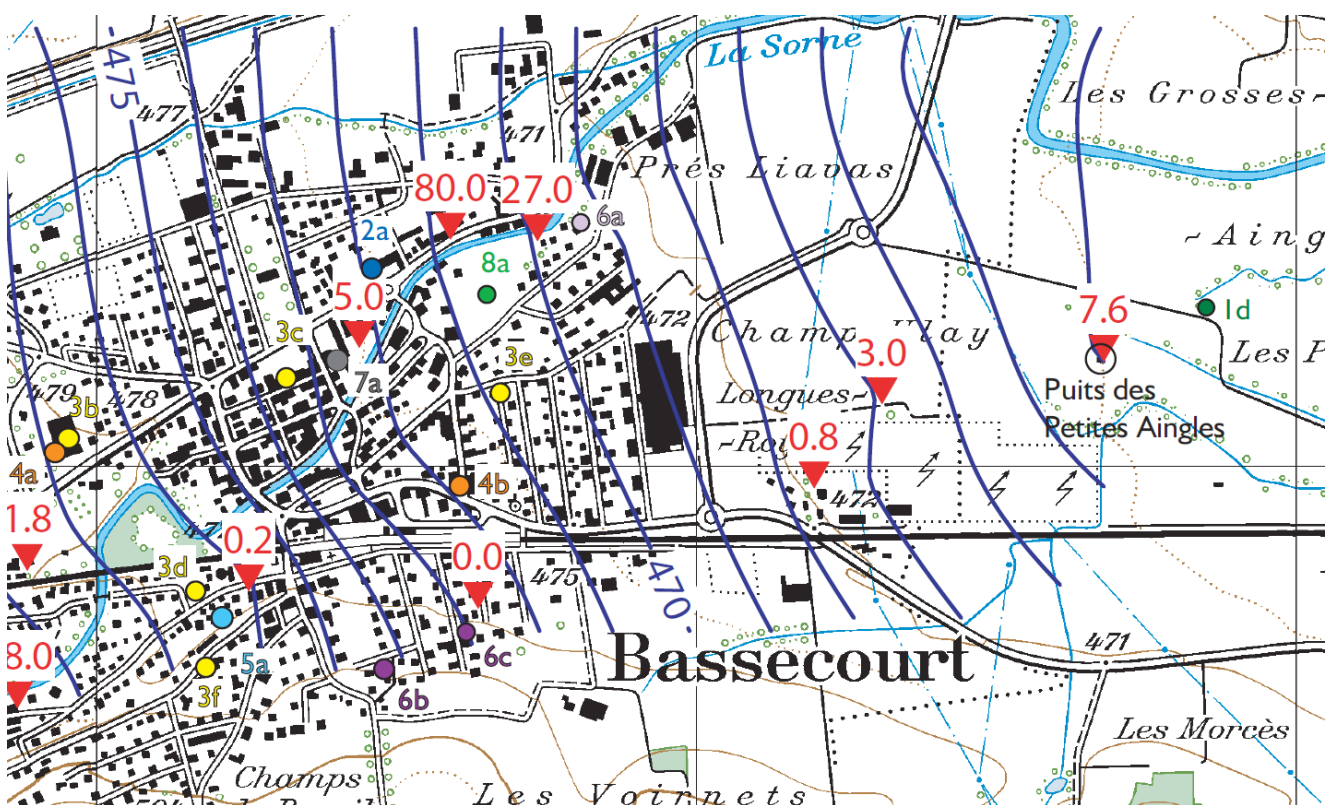 La Sorne
475
477
Les Grosses-
471
Prés Liavas
80.0
27.0
6a
2a
~Aing
8a
5.0
7.6
1d
472
3c
3e
Champ
3.0
Les P
7a
Puits des
Petites Aingles
479
3b
478
Longues~
~
0.8
4a
4b
472
1.8
47
0.2
0.0
3d
475
470
8.0
5a
6c
Bassecourt
471
3f
6b
Les Morcès
Champs
Les Voirnets